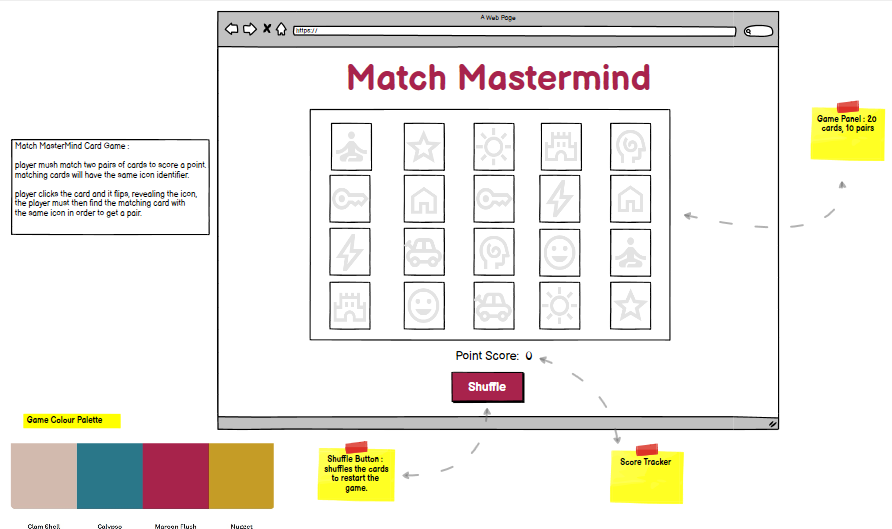 A Web Page
https://
Match Mastermind
Game Panel : 20
cards, 10 pairs
Match MasterMind Card Game :
player mush match two pairs of cards to score a point.
matching cards will have the same icon identifier.
player clicks the card and it flips, revealing the icon,
the player must then find the matching card with
the same icon in order to get a pair.
Point Score: 0
Shuffle
Game Colour Palette
Shuffle Button :
shuffles the cards
to restart the
game.
Score Tracker
Clam Shell
Calypso
Maroon Flush
Nugget